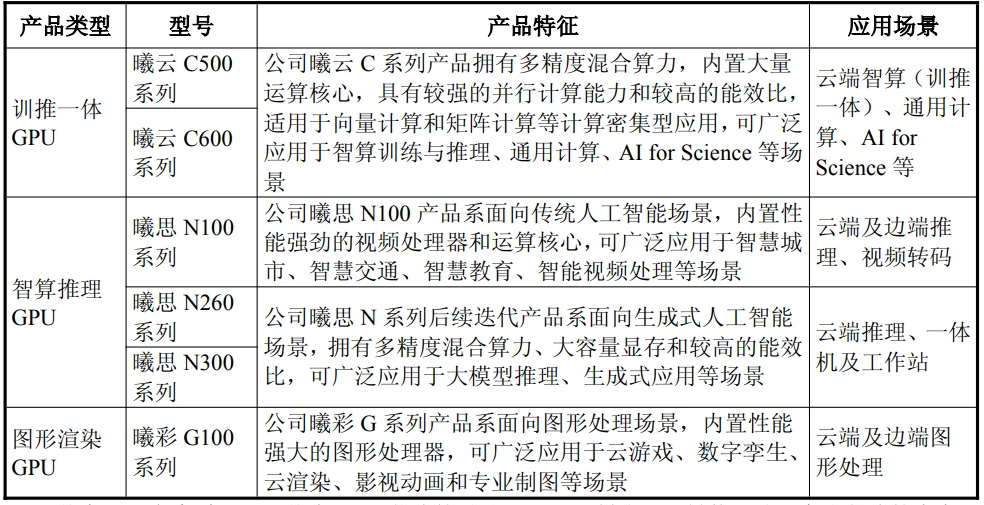 产品类型 型号 产品特征 应用场景
训推一体
GPU
曦云 C500
系列
曦云 C600
系列
公司曦云 C 系列产品拥有多精度混合算力，内置大量
运算核心，具有较强的并行计算能力和较高的能效比，
适用于向量计算和矩阵计算等计算密集型应用，可广泛
应用于智算训练与推理、通用计算、AI for Science 等场
景
云端智算（训推
一体）、通用计
算、AI for
Science 等
智算推理
GPU
曦思 N100
系列
公司曦思 N100 产品系面向传统人工智能场景，内置性
能强劲的视频处理器和运算核心，可广泛应用于智慧城
市、智慧交通、智慧教育、智能视频处理等场景
云端及边端推
理、视频转码
曦思 N260
系列
曦思 N300
系列
公司曦思 N 系列后续迭代产品系面向生成式人工智能
场景，拥有多精度混合算力、大容量显存和较高的能效
比，可广泛应用于大模型推理、生成式应用等场景
云端推理、一体
机及工作站
图形渲染
GPU
曦彩 G100
系列
公司曦彩 G 系列产品系面向图形处理场景，内置性能
强大的图形处理器，可广泛应用于云游戏、数字孪生、
云渲染、影视动画和专业制图等场景
云端及边端图
形处理